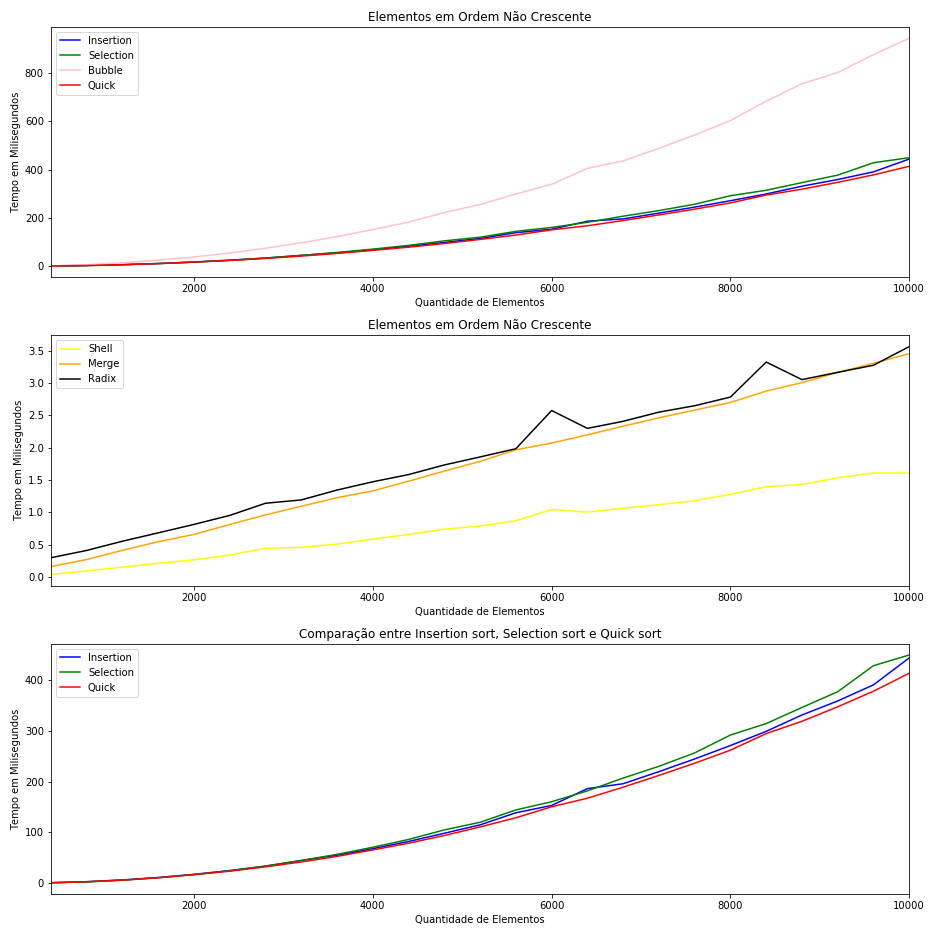 Elementos em Ordem Não Crescente
Insertion
Selection
Bubble
Quick
800
600
400
200
0
Tempo em Milisegundos
2000 4000 6000 8000 10000
Quantidade de Elementos
Elementos em Ordem Não Crescente
Shell
Merge
Radix
3.5
3.0
2.5
2.0
1.5
1.0
0.5
0.0
Tempo em Milisegundos
2000 4000 6000 8000 10000
Quantidade de Elementos
Comparação entre Insertion sort, Selection sort e Quick sort
Insertion
Selection
Quick
400
300
200
100
0
Tempo em Milisegundos
2000 4000 6000 8000 10000
Quantidade de Elementos